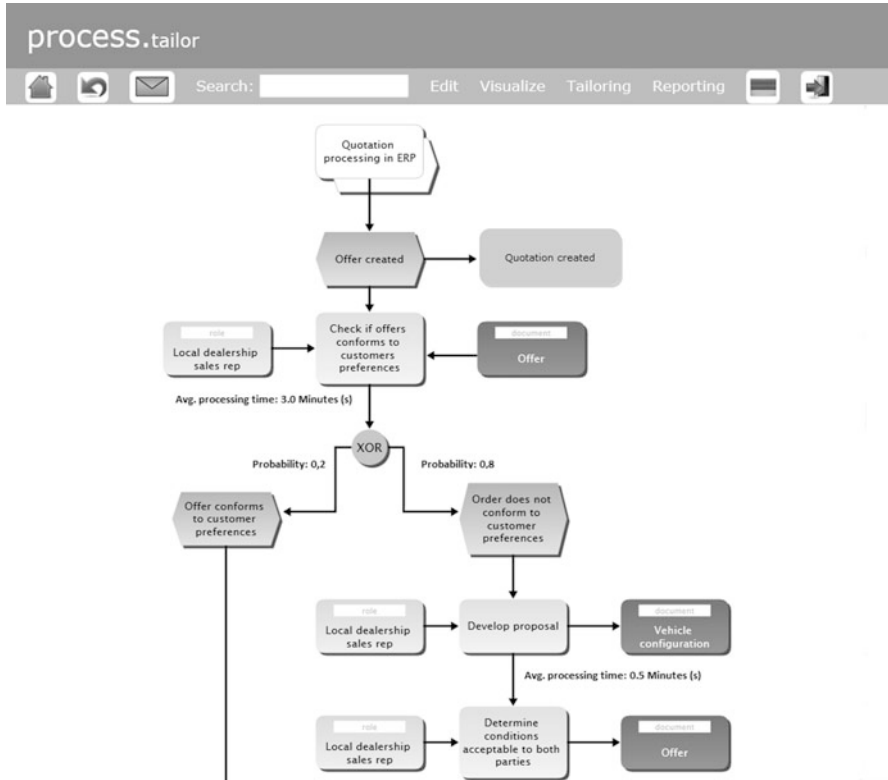 process.tailor
Search:
Edit
Visualize
Tailoring
Reporting
Quotation
processing in ERP
Offer created
Quotation created
role
Local dealership
sales rep
Check if offers
conforms to
customers
preferences
document
Offer
Avg. processing time: 3.0 Minutes (s)
XOR
Probability: 0,2
Probability: 0,8
Offer conforms
to customer
preferences
Order does not
conform to
customer
preferences
role
Local dealership
sales rep
Develop proposal
document
Vehicle
configuration
Avg. processing time: 0.5 Minutes (s)
role
Local dealership
sales rep
Determine
conditions
acceptable to both
parties
document
Offer